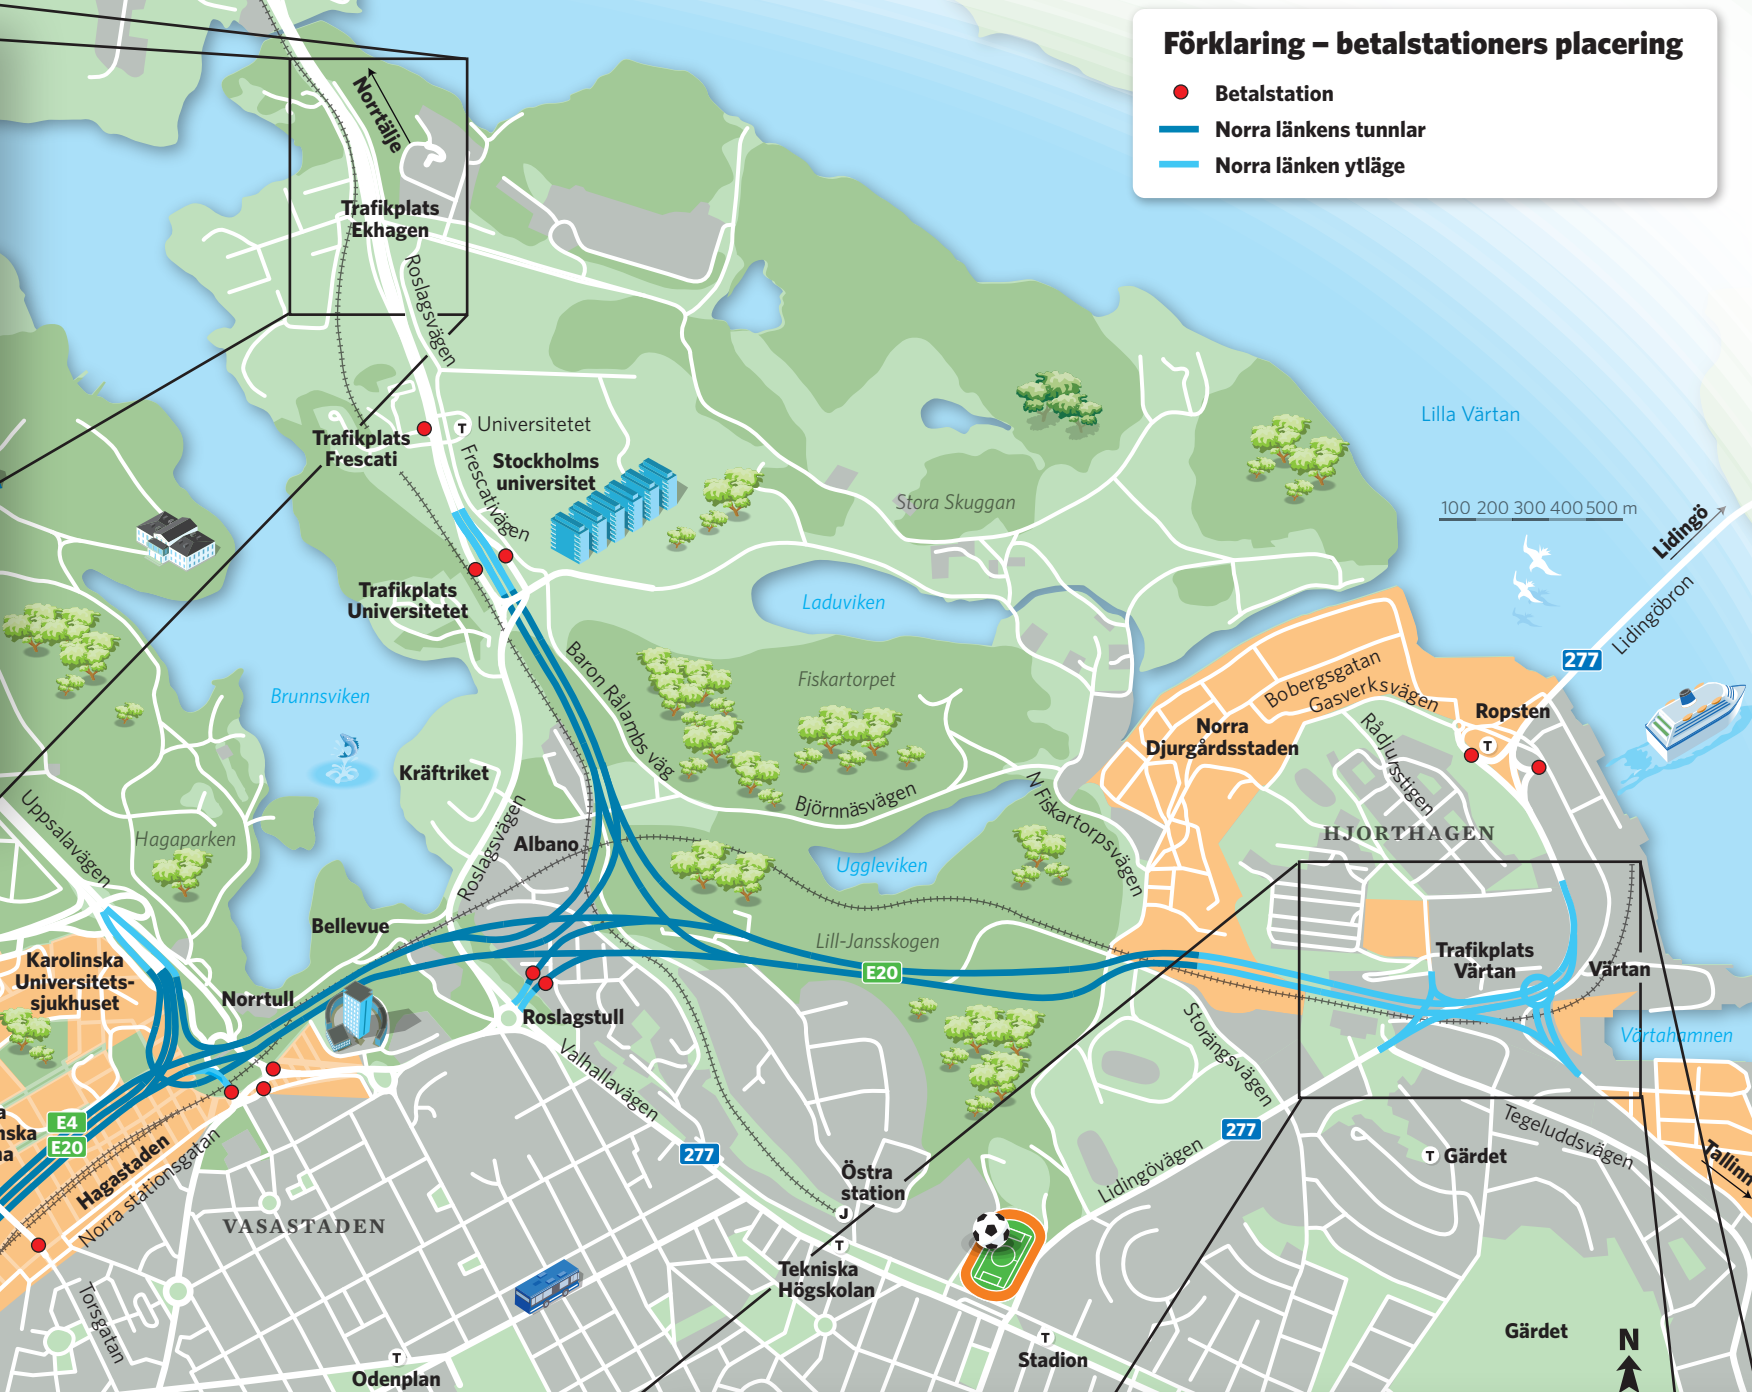 Förklaring – betalstationers placering
Betalstation
Norra länkens tunnlar
Norra länken ytläge
Norrtälje
Trafikplats
Ekhagen
Roslagsvägen
T
Universitetet
Trafikplats
Frescati
Frescativägen
Stockholms
universitet
Lilla Värtan
Stora Skuggan
100 200 300 400 500 m
Lidingö
Lidingöbron
277
Trafikplats
Universitetet
Laduviken
Baron Rålambs väg
Fiskartorpet
Bobergsgatan
Gasverksvägen
Brunnsviken
Norra
Djurgårdsstaden
Ropsten
T
Rådjursstigen
Kräftriket
Björnnäsvägen
N Fiskartorpsvägen
Uppsalavägen
Hagaparken
Roslagsvägen
Albano
Uggleviken
HJORTHAGEN
Bellevue
Lill-Jansskogen
E20
Karolinska
Universitets-
sjukhuset
Norrtull
Trafikplats
Värtan
Värtan
Roslagstull
Valhallavägen
Storängsvägen
Värtahamnen
a
nska
na
E4
E20
Hagastaden
Norra stationsgatan
277
277
Lidingövägen
Tegeluddsvägen
T
Gärdet
Tallinn
Östra
station
J
T
VASASTADEN
Tekniska
Högskolan
Torsgatan
T
Odenplan
T
Stadion
Gärdet
N